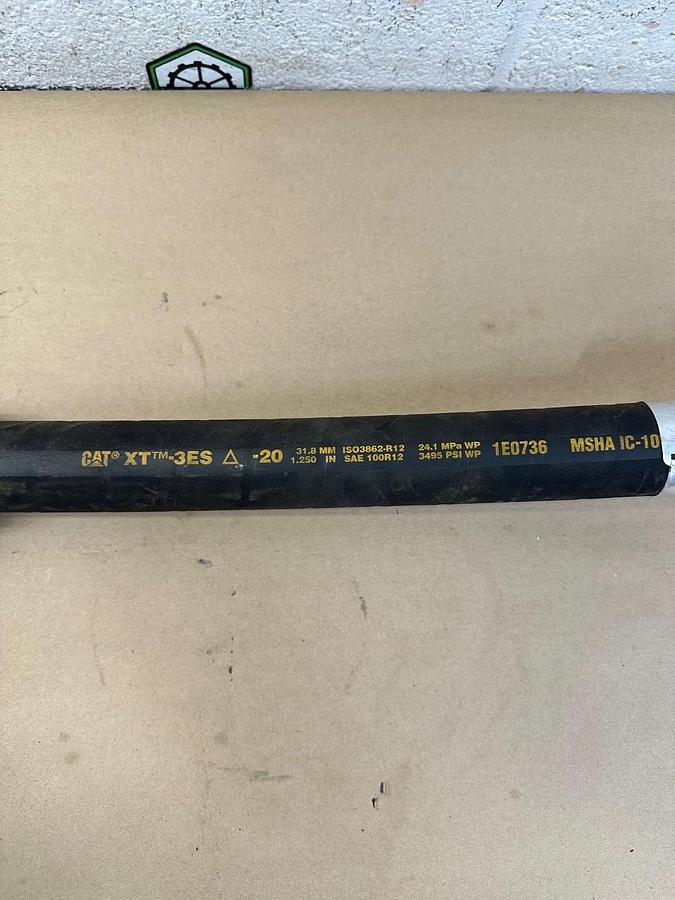 CAT® XT™-3ES △ -20 31.8 MM ISO3862-R12 24.1 MPa WP 1E0736 MSHA IC-10
1.250 IN SAE 100R12 3495 PSI WP